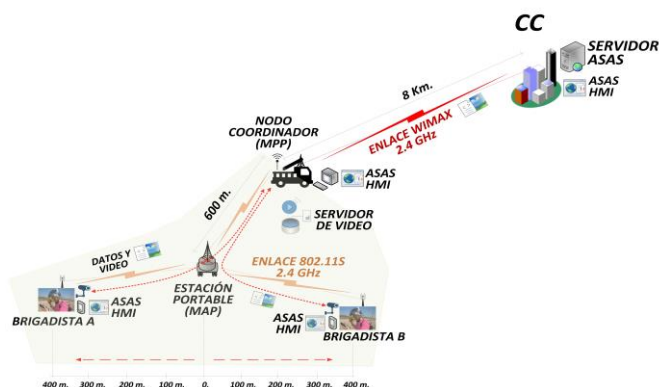 CC
SERVIDOR
ASAS
ASAS
HMI
8 Km.
ENLACE WIMAX
2.4 GHz
NODO
COORDINADOR
(MPP)
ASAS
HMI
600 m.
SERVIDOR
DE VIDEO
DATOS Y
VIDEO
ENLACE 802.11S
2.4 GHz
ESTACIÓN
PORTABLE
(MAP)
ASAS
HMI
BRIGADISTA A
ASAS
HMI
BRIGADISTA B
400 m. 300 m. 200 m. 100 m. 0. 100 m. 200 m. 300 m. 400 m.